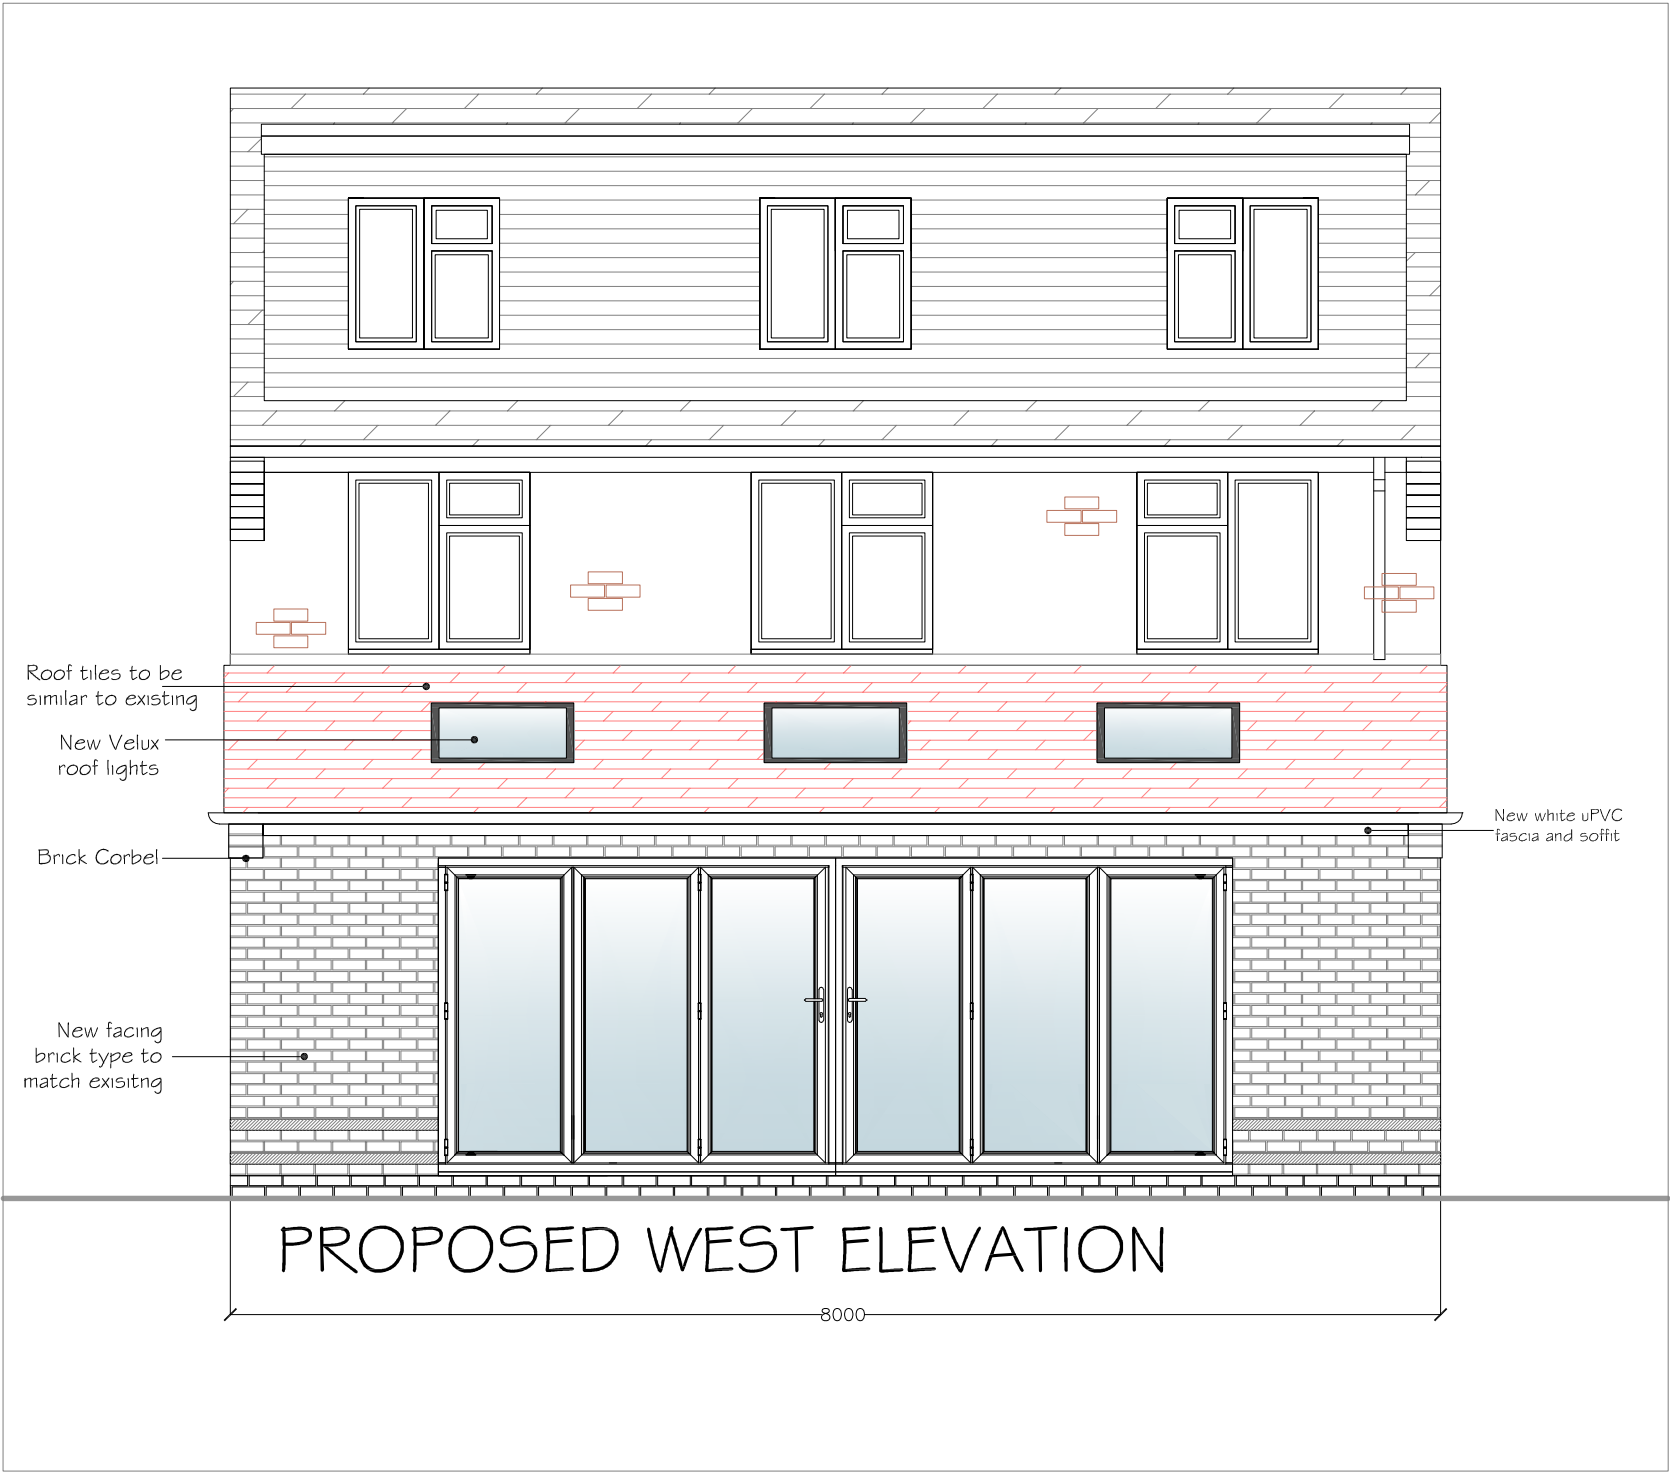 Roof tiles to be
similar to existing
New Velux
roof lights
New white uPVC
fascia and soffit
Brick Corbel
New facing
brick type to
match exisitng
PROPOSED WEST ELEVATION
8000